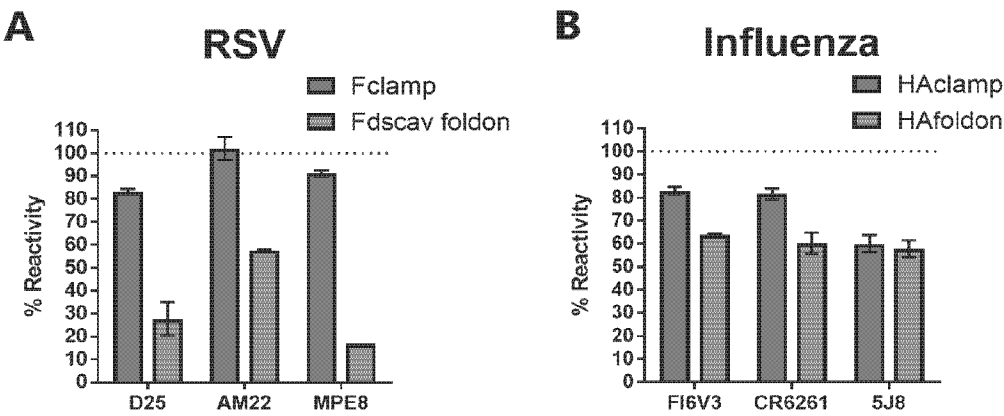 A
RSV
Fclamp
Fdscav foldon
% Reactivity
110
100
90
80
70
60
50
40
30
20
10
0
D25 AM22 MPE8
B
Influenza
HAclamp
HAfoldon
% Reactivity
110
100
90
80
70
60
50
40
30
20
10
0
FI6V3 CR6261 5J8